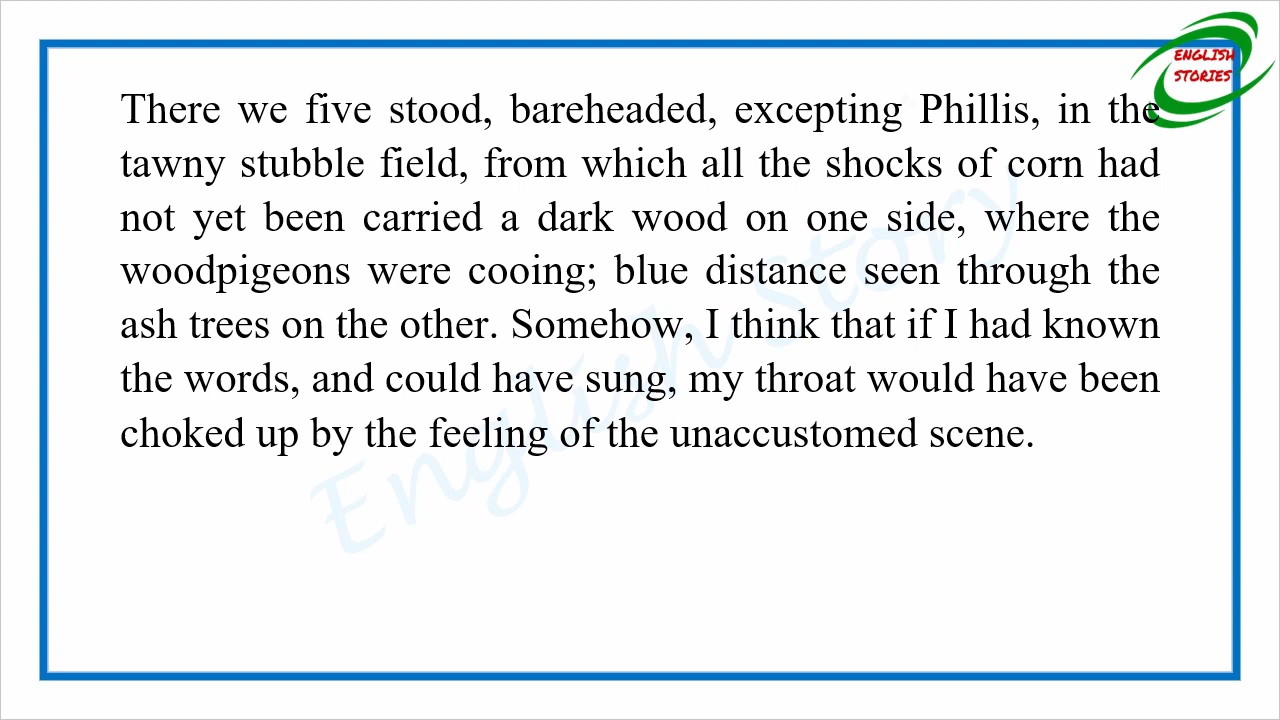 ENGLISH
STORIES
There we five stood, bareheaded, excepting Phillis, in the
tawny stubble field, from which all the shocks of corn had
not yet been carried a dark wood on one side, where the
woodpigeons were cooing; blue distance seen through the
ash trees on the other. Somehow, I think that if I had known
the words, and could have sung, my throat would have been
choked up by the feeling of the unaccustomed scene.
English Story